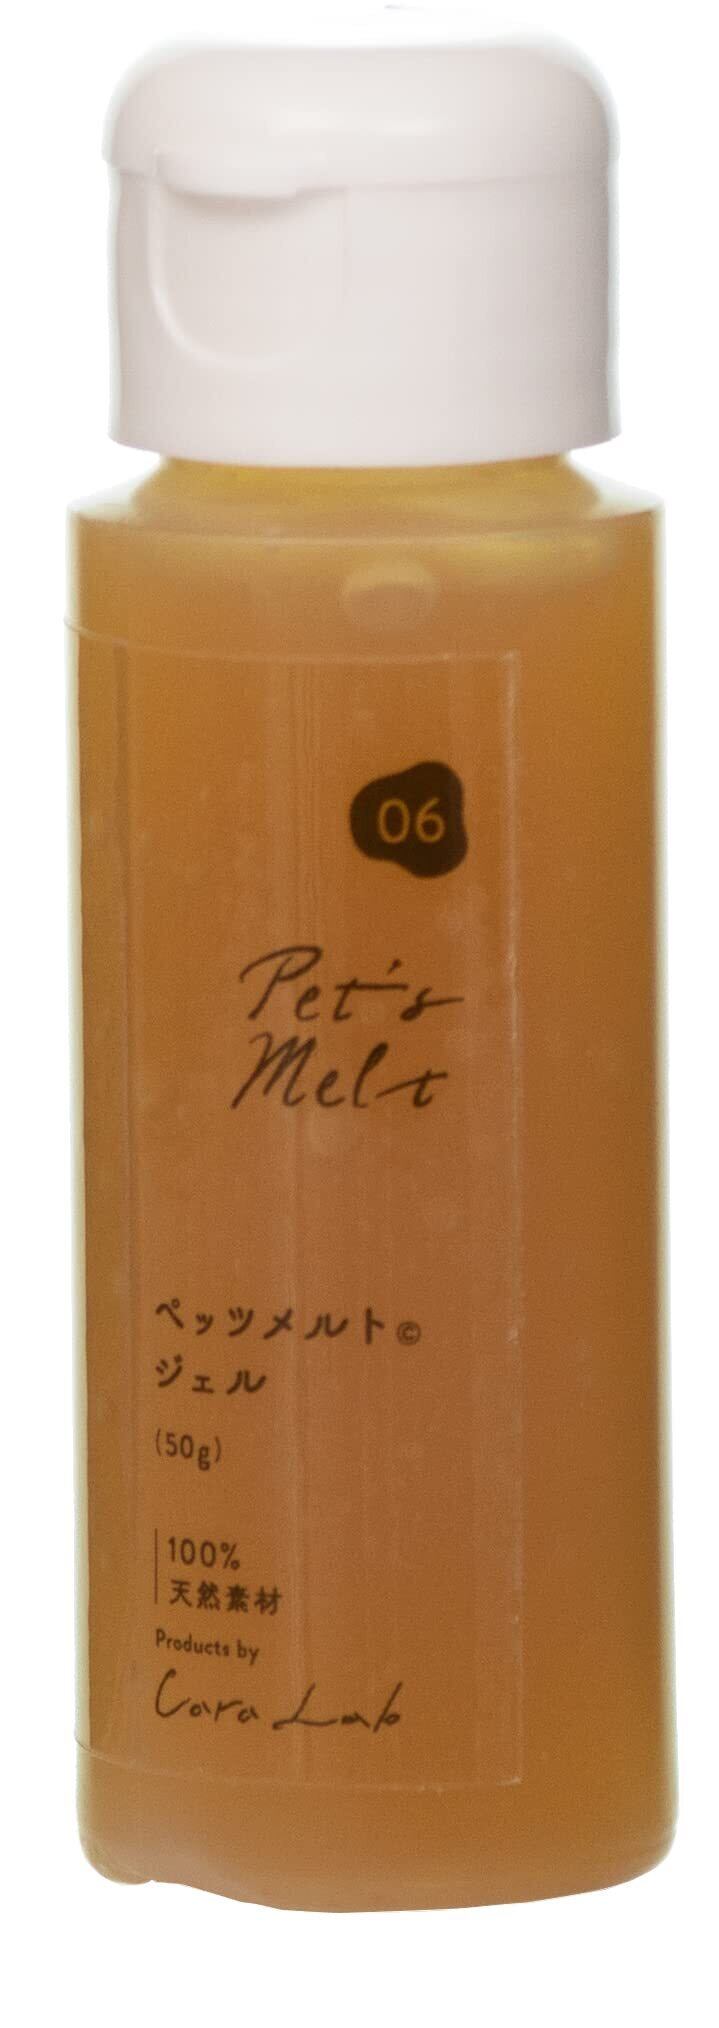 06
Pet's
Melt
ペッツメルト©
ジェル
(50g)
100%
天然素材
Products by
Cara Lab